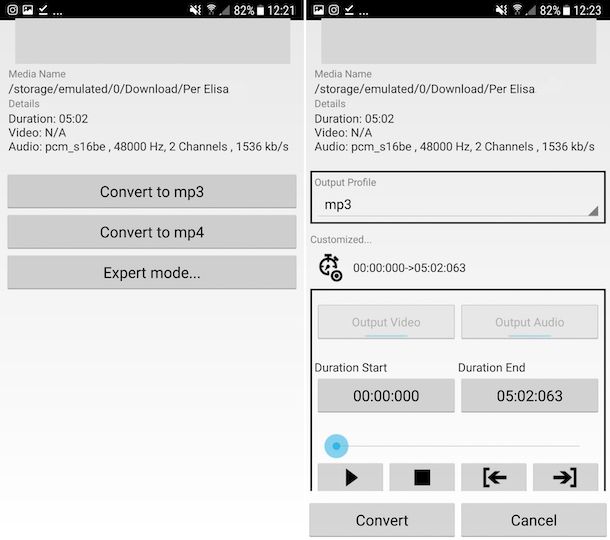 ... 82% 12:21
Media Name
/storage/emulated/0/Download/Per Elisa
Details
Duration: 05:02
Video: N/A
Audio: pcm_s16be , 48000 Hz, 2 Channels , 1536 kb/s
Convert to mp3
Convert to mp4
Expert mode...
... 82% 12:23
Media Name
/storage/emulated/0/Download/Per Elisa
Details
Duration: 05:02
Video: N/A
Audio: pcm_s16be , 48000 Hz, 2 Channels , 1536 kb/s
Output Profile
mp3
Customized...
00:00:000->05:02:063
Output Video Output Audio
Duration Start Duration End
00:00:000 05:02:063
Convert Cancel